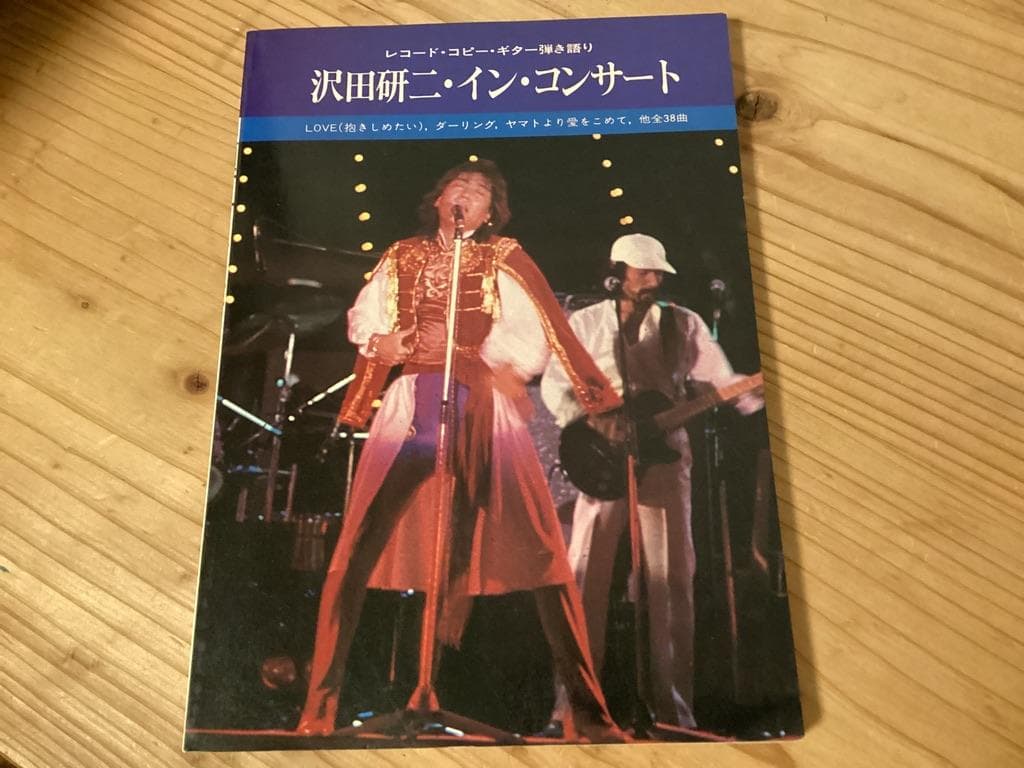 レコード・コピー・ギター弾き語り
沢田研二・イン・コンサート
LOVE(抱きしめたい), ダーリング, ヤマトより愛をこめて, 他全38曲